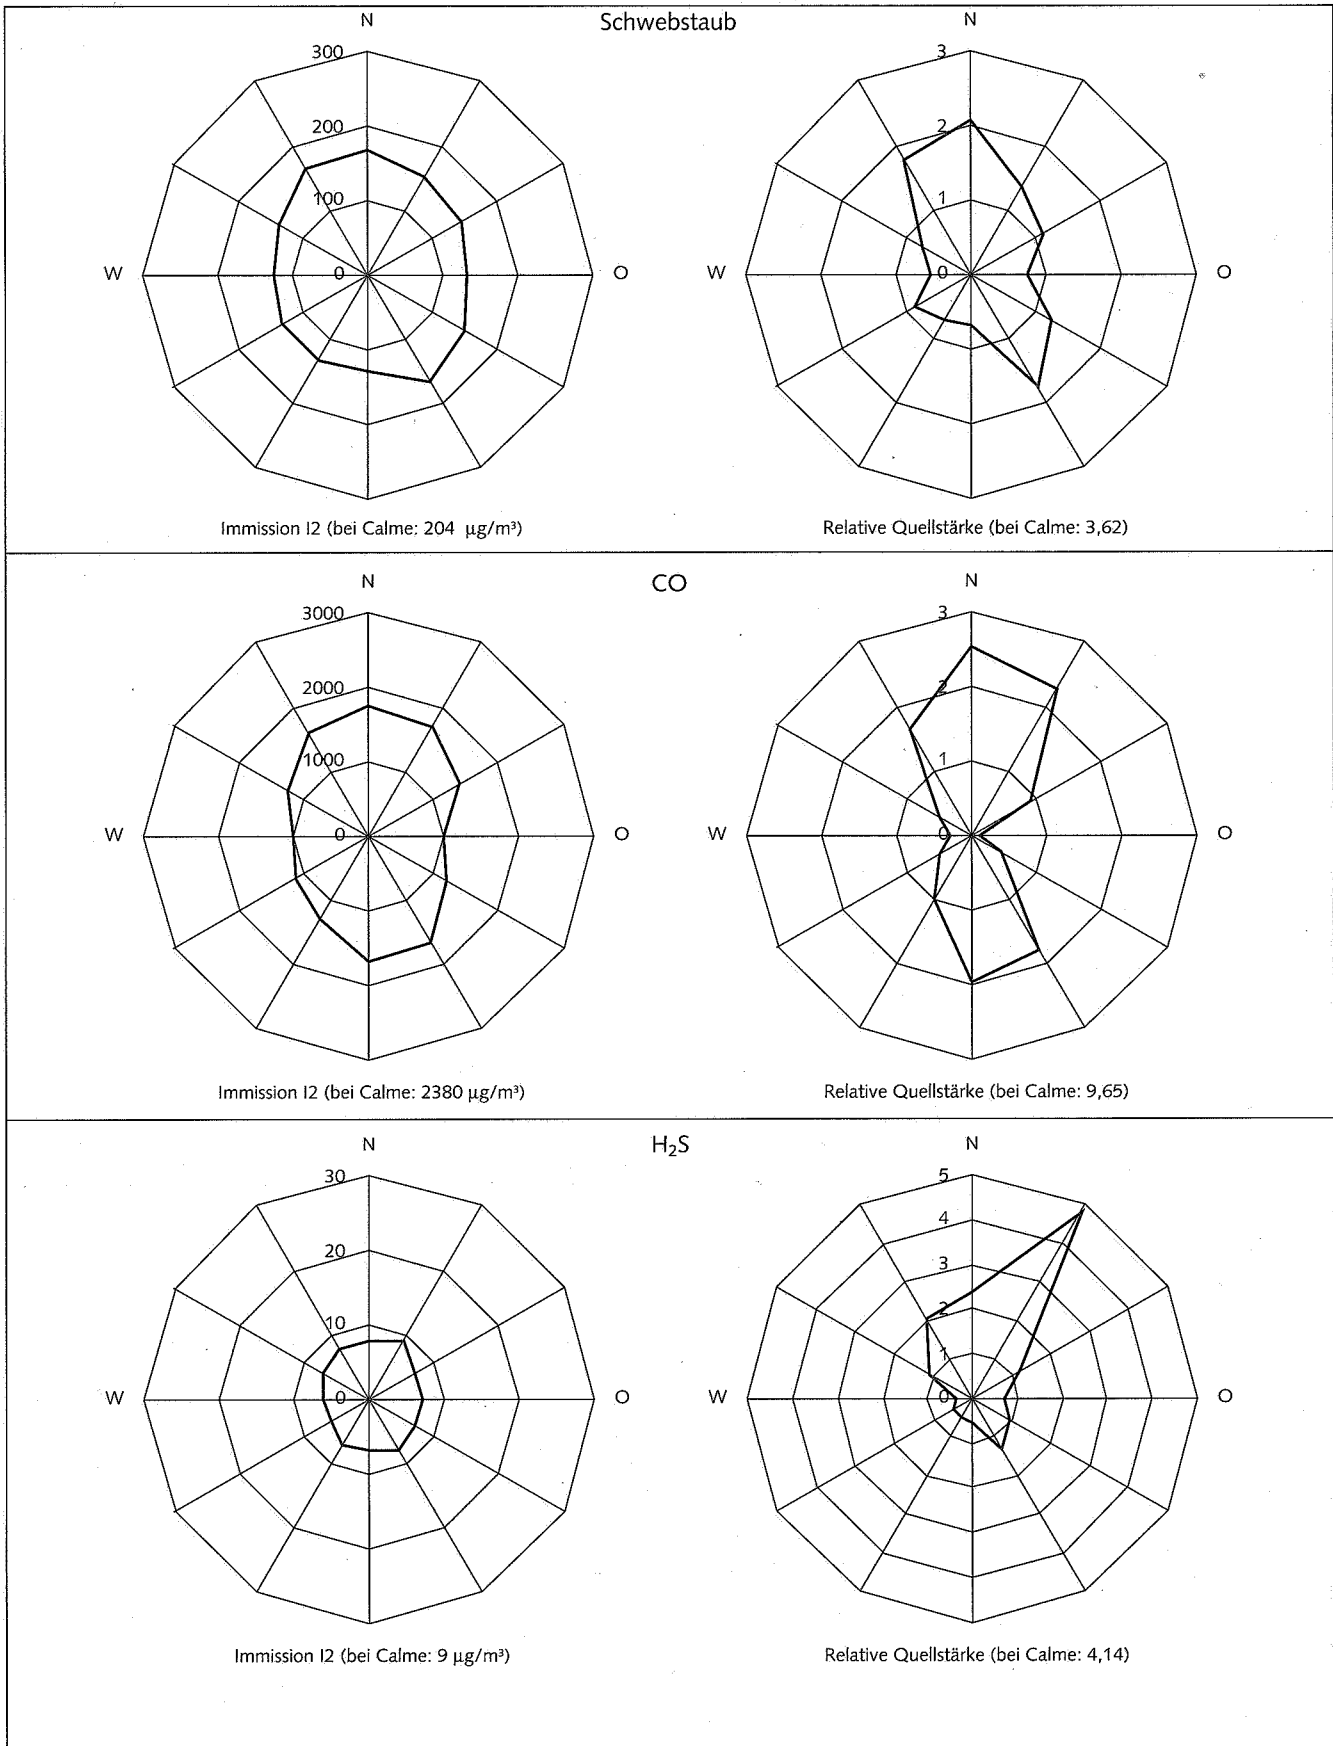 Schwebstaub
N
300
200
100
0
W
O
Immission I2 (bei Calme: 204 µg/m³)
N
3
2
1
0
W
O
Relative Quellstärke (bei Calme: 3,62)
CO
N
3000
2000
1000
0
W
O
Immission I2 (bei Calme: 2380 µg/m³)
N
3
2
1
0
W
O
Relative Quellstärke (bei Calme: 9,65)
H₂S
N
30
20
10
0
W
O
Immission I2 (bei Calme: 9 µg/m³)
N
5
4
3
2
1
0
W
O
Relative Quellstärke (bei Calme: 4,14)